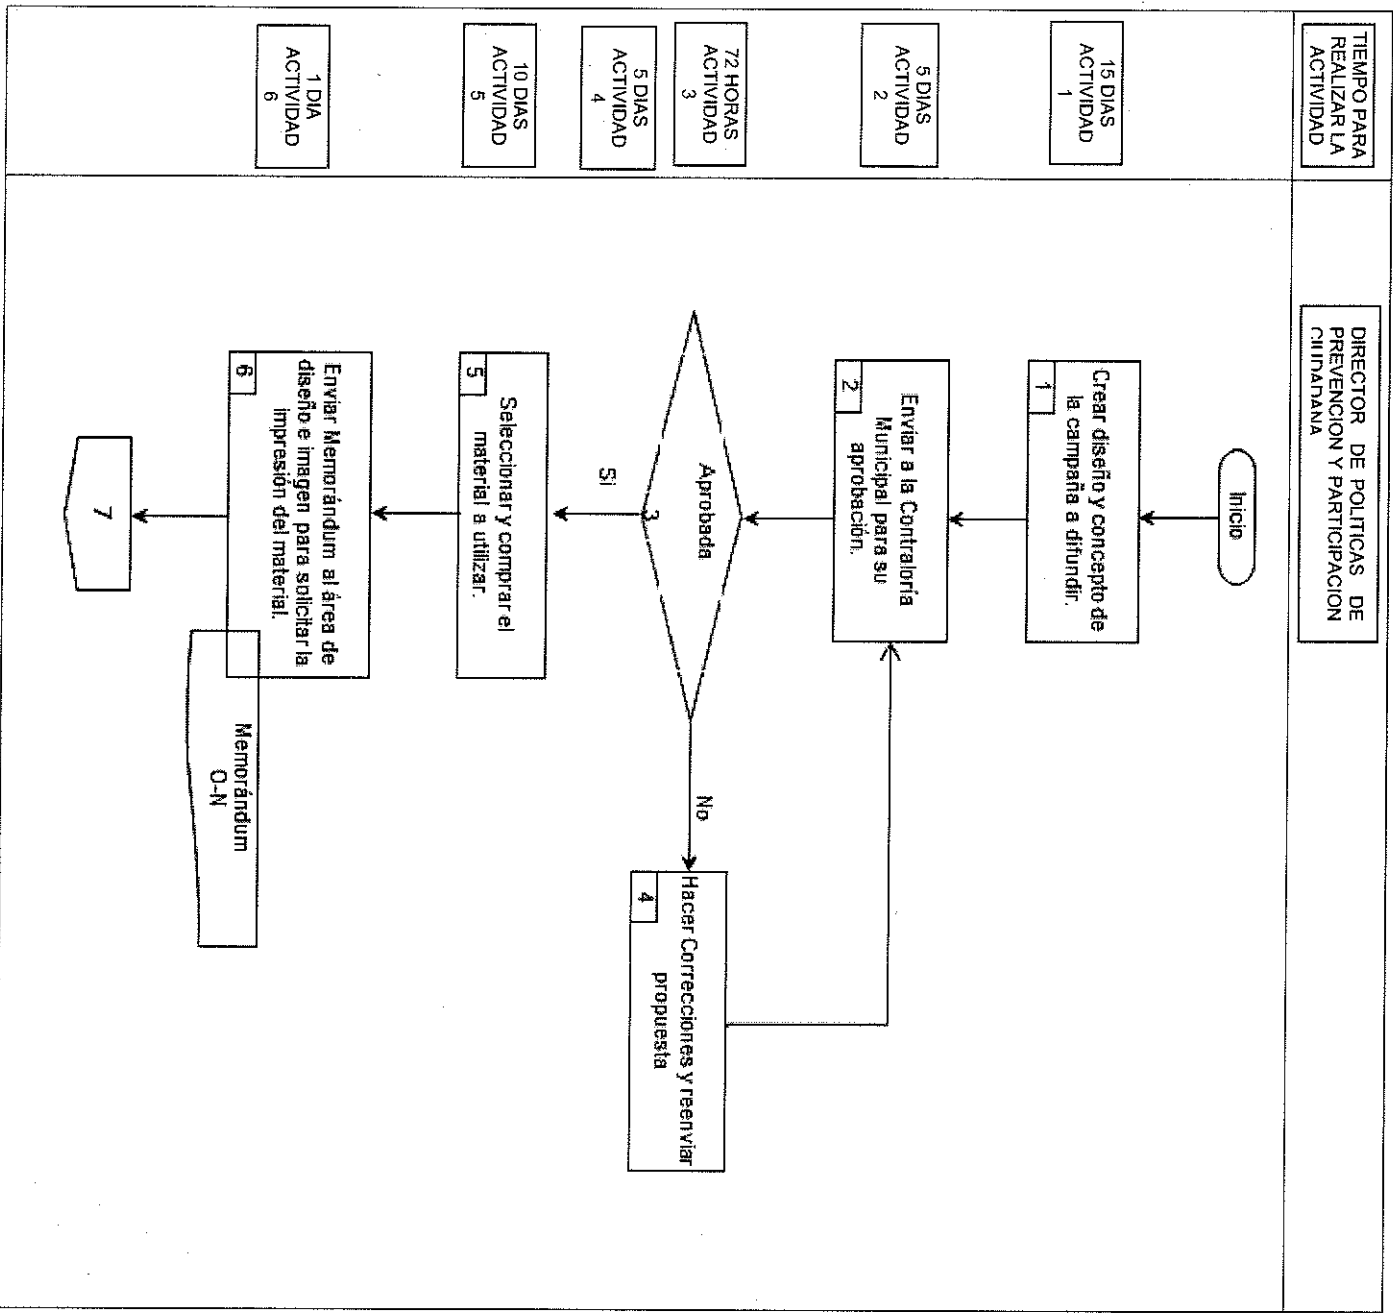 TIEMPO PARA
REALIZAR LA
ACTIVIDAD
DIRECTOR DE POLITICAS DE
PREVENCION Y PARTICIPACION
CIUDADANA
15 DIAS
ACTIVIDAD
1
5 DIAS
ACTIVIDAD
2
72 HORAS
ACTIVIDAD
3
5 DIAS
ACTIVIDAD
4
10 DIAS
ACTIVIDAD
5
1 DIA
ACTIVIDAD
6
Inicio
Crear diseño y concepto de
la campaña a difundir.
1
Enviar a la Contraloría
Municipal para su
aprobación.
2
Aprobada
3
No
Si
Hacer Correcciones y reenviar
propuesta
4
Seleccionar y comprar el
material a utilizar.
5
Enviar Memorándum al área de
diseño e imagen para solicitar la
impresión del material.
6
Memorándum
O-N
7